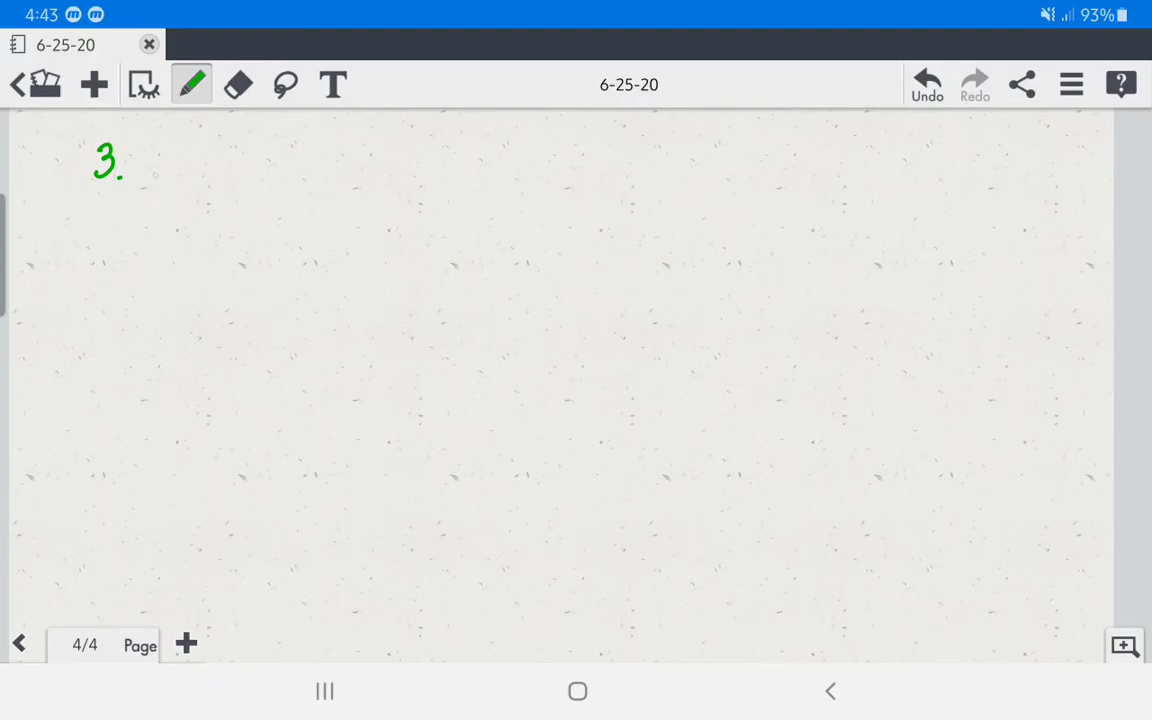 4:43 m m 93%
6-25-20
T 6-25-20 Undo Redo ?
3.
4/4 Page